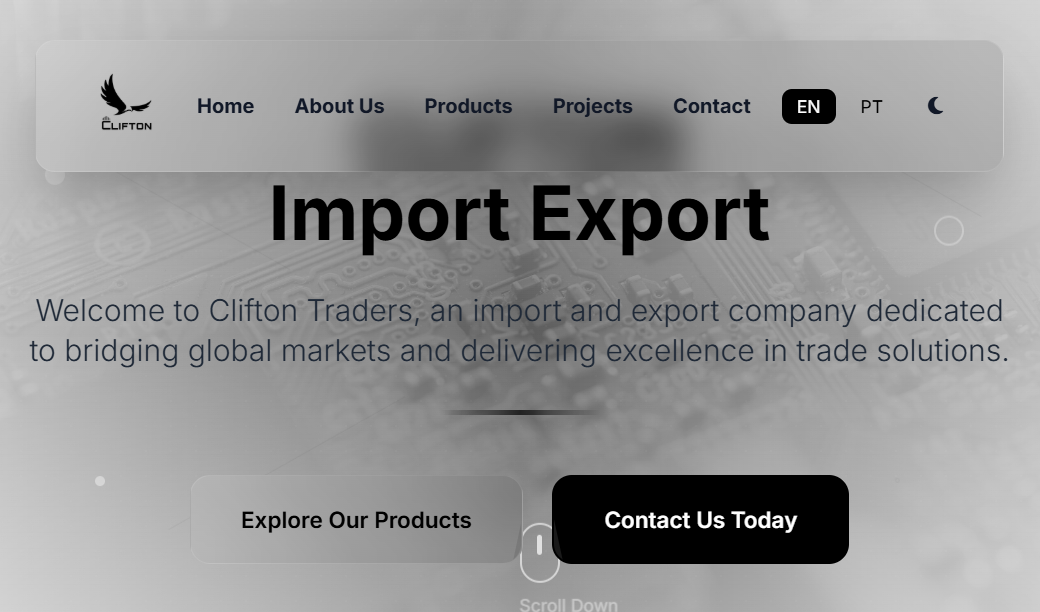 CLIFTON
Home
About Us
Products
Projects
Contact
EN
PT
Import Export
Welcome to Clifton Traders, an import and export company dedicated
to bridging global markets and delivering excellence in trade solutions.
Explore Our Products
Contact Us Today
Scroll Down